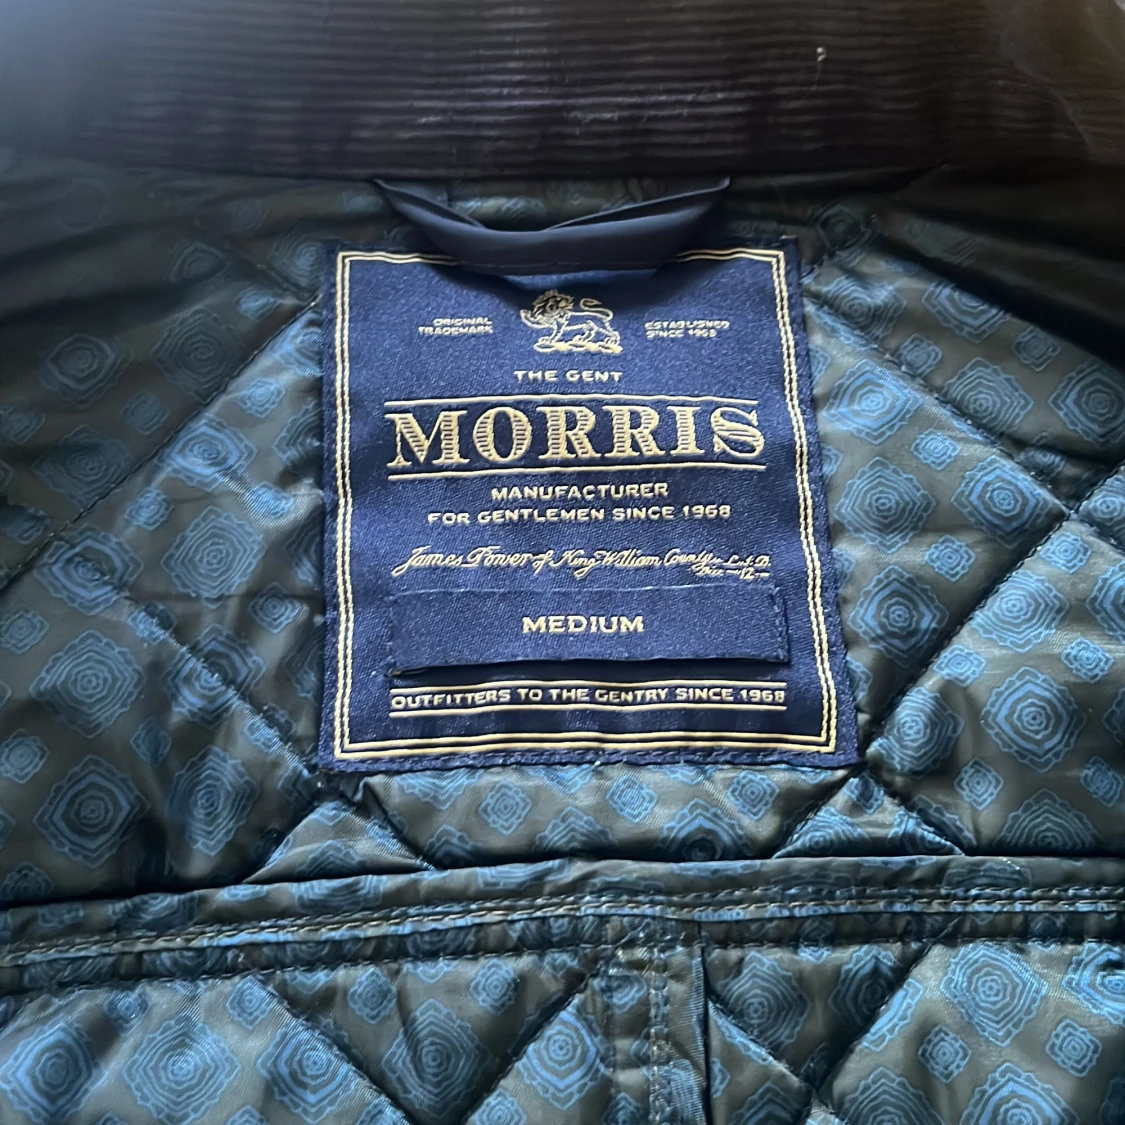 ORIGINAL
TRADEMARK
ESTABLISHED
SINCE 1968
THE GENT
MORRIS
MANUFACTURER
FOR GENTLEMEN SINCE 1968
James Power of King William County
MEDIUM
OUTFITTERS TO THE GENTRY SINCE 1968